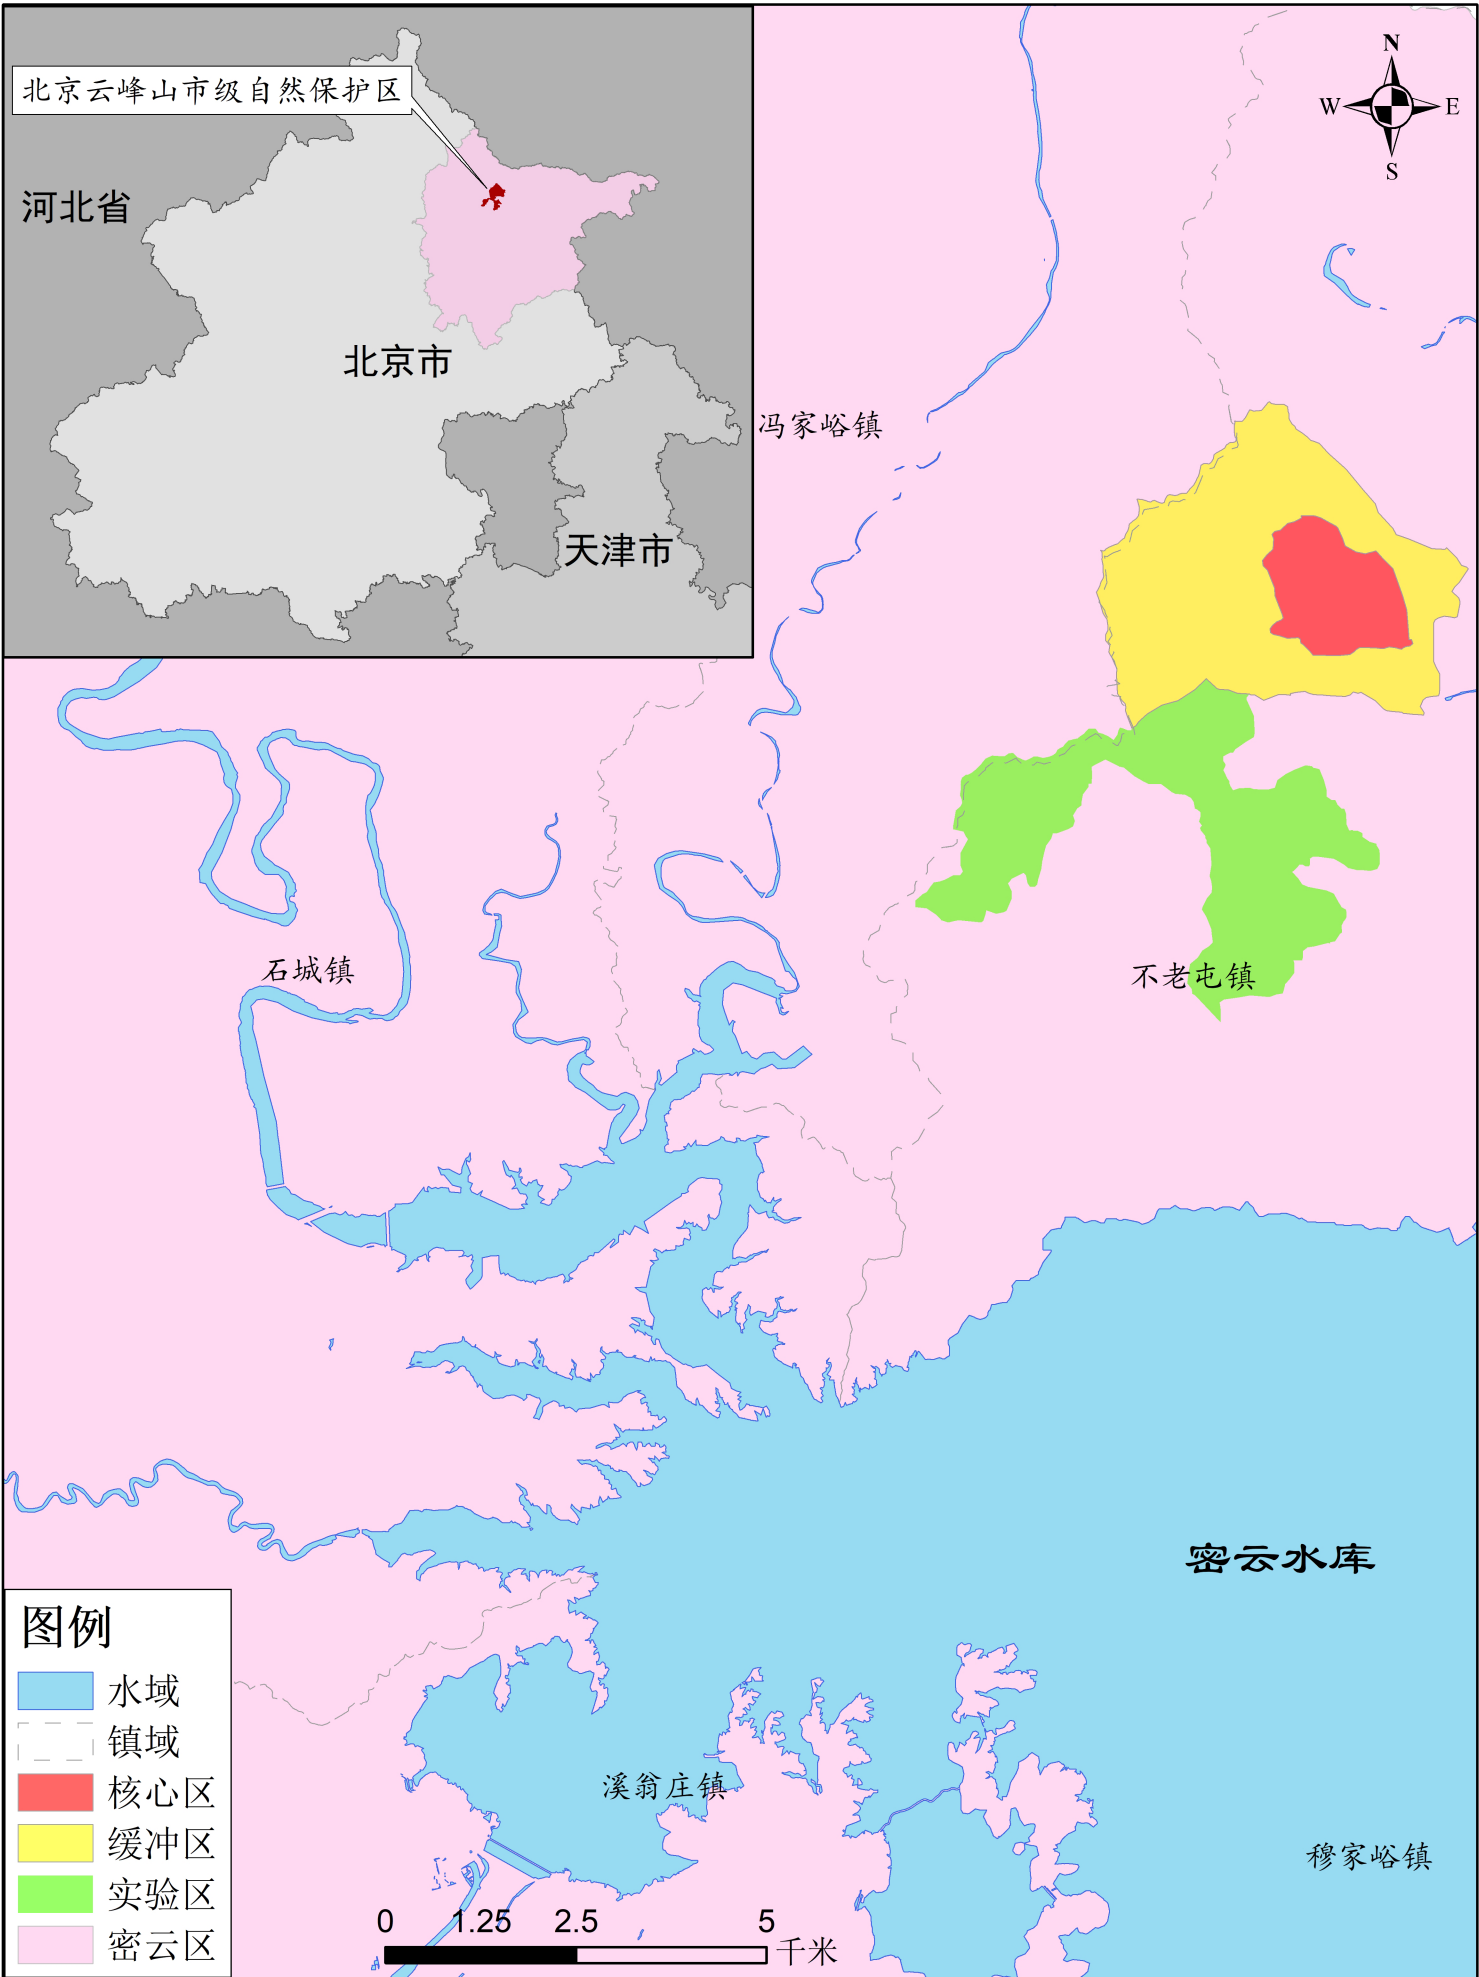 北京云峰山市级自然保护区
河北省
北京市
天津市
N
W
E
S
冯家峪镇
石城镇
不老屯镇
密云水库
溪翁庄镇
穆家峪镇
图例
水域
镇域
核心区
缓冲区
实验区
密云区
0 1.25 2.5 5
千米